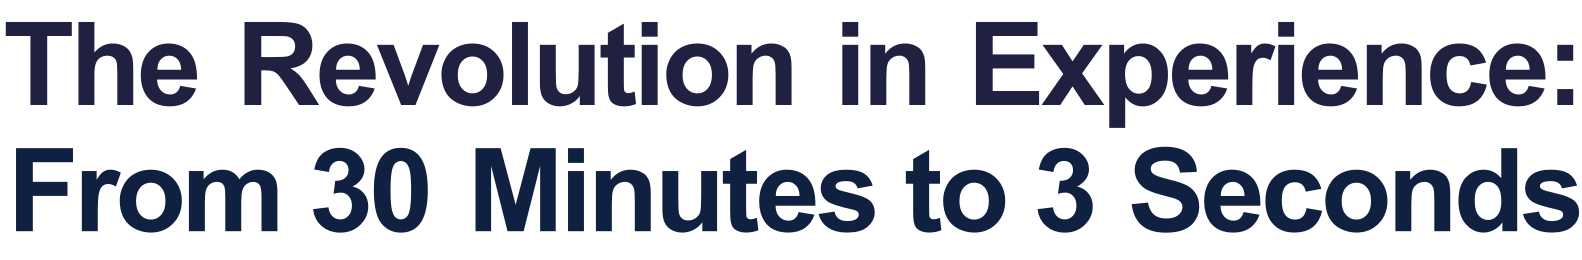 The Revolution in Experience:
From 30 Minutes to 3 Seconds